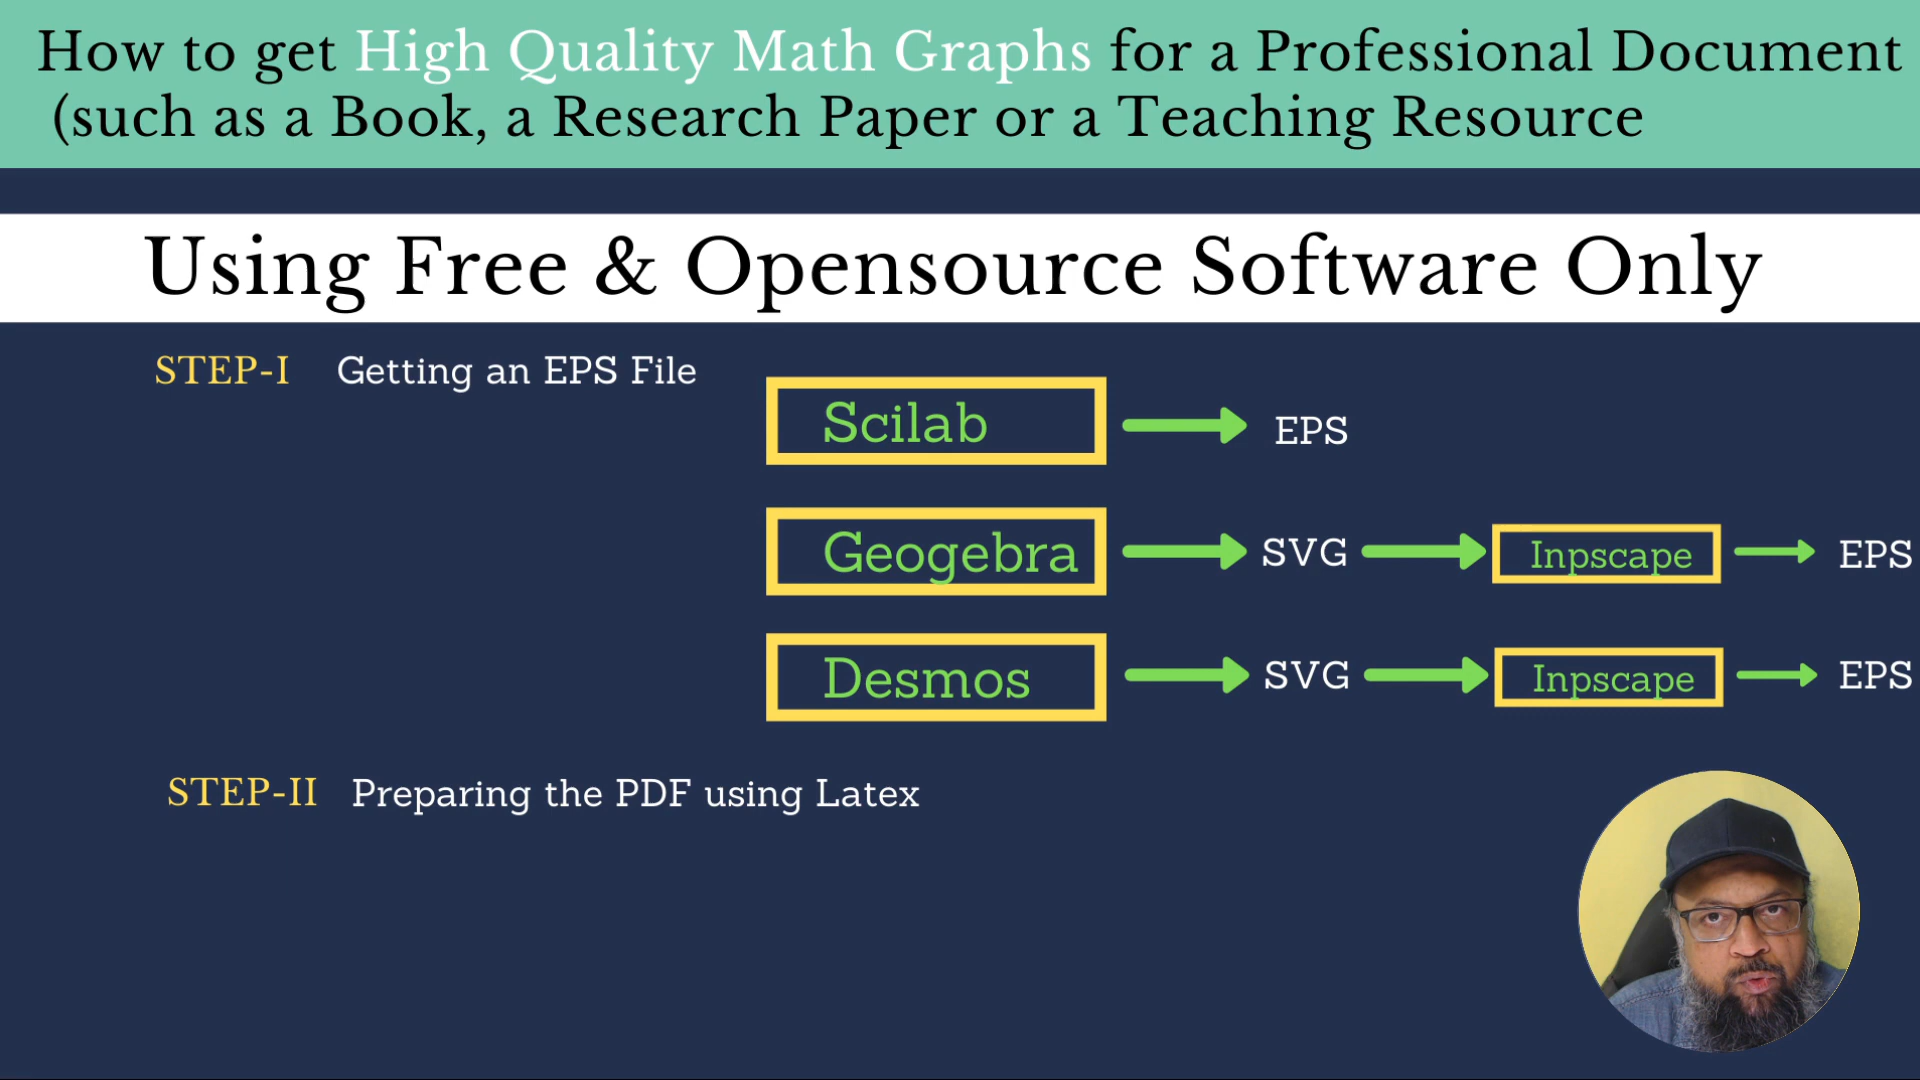 How to get High Quality Math Graphs for a Professional Document
(such as a Book, a Research Paper or a Teaching Resource
Using Free & Opensource Software Only
STEP-I Getting an EPS File
Scilab EPS
Geogebra SVG Inpscape EPS
Desmos SVG Inpscape EPS
STEP-II Preparing the PDF using Latex